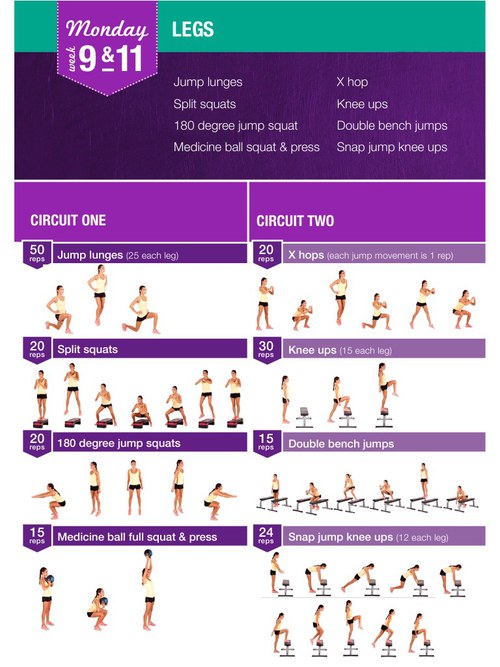 Monday
week
9 & 11
LEGS
Jump lunges
Split squats
180 degree jump squat
Medicine ball squat & press
X hop
Knee ups
Double bench jumps
Snap jump knee ups
CIRCUIT ONE
50 reps
Jump lunges (25 each leg)
20 reps
Split squats
20 reps
180 degree jump squats
15 reps
Medicine ball full squat & press
CIRCUIT TWO
20 reps
X hops (each jump movement is 1 rep)
30 reps
Knee ups (15 each leg)
15 reps
Double bench jumps
24 reps
Snap jump knee ups (12 each leg)